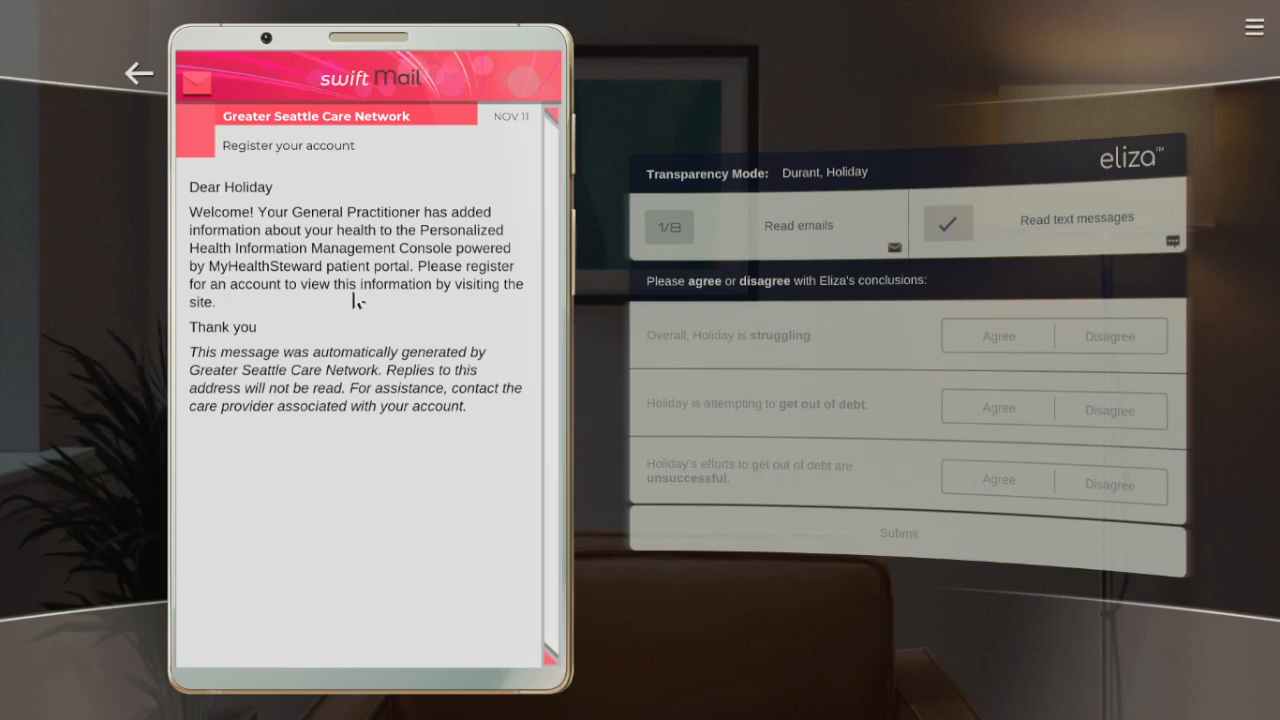 swift Mail
Greater Seattle Care Network
NOV 11
Register your account
Dear Holiday
Welcome! Your General Practitioner has added
information about your health to the Personalized
Health Information Management Console powered
by MyHealthSteward patient portal. Please register
for an account to view this information by visiting the
site.
Thank you
This message was automatically generated by
Greater Seattle Care Network. Replies to this
address will not be read. For assistance, contact the
care provider associated with your account.
eliza™
Transparency Mode: Durant, Holiday
1/8 Read emails
Read text messages
Please agree or disagree with Eliza's conclusions:
Overall, Holiday is struggling.
Agree Disagree
Holiday is attempting to get out of debt.
Agree Disagree
Holiday's efforts to get out of debt are
unsuccessful.
Agree Disagree
Submit